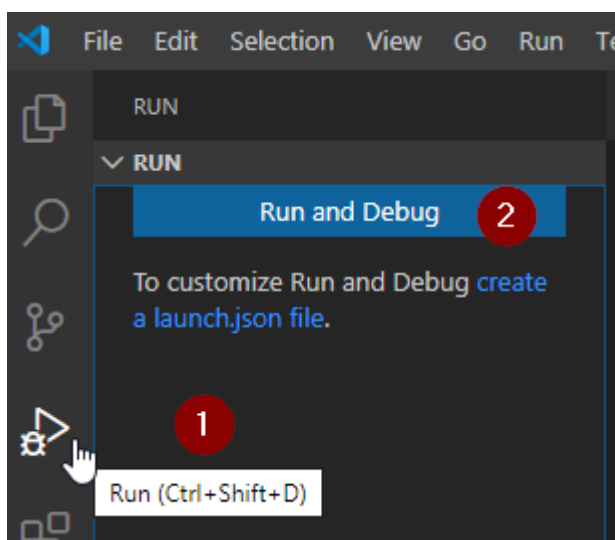 File Edit Selection View Go Run Te
RUN
RUN
Run and Debug 2
To customize Run and Debug create
a launch.json file.
1
Run (Ctrl+Shift+D)